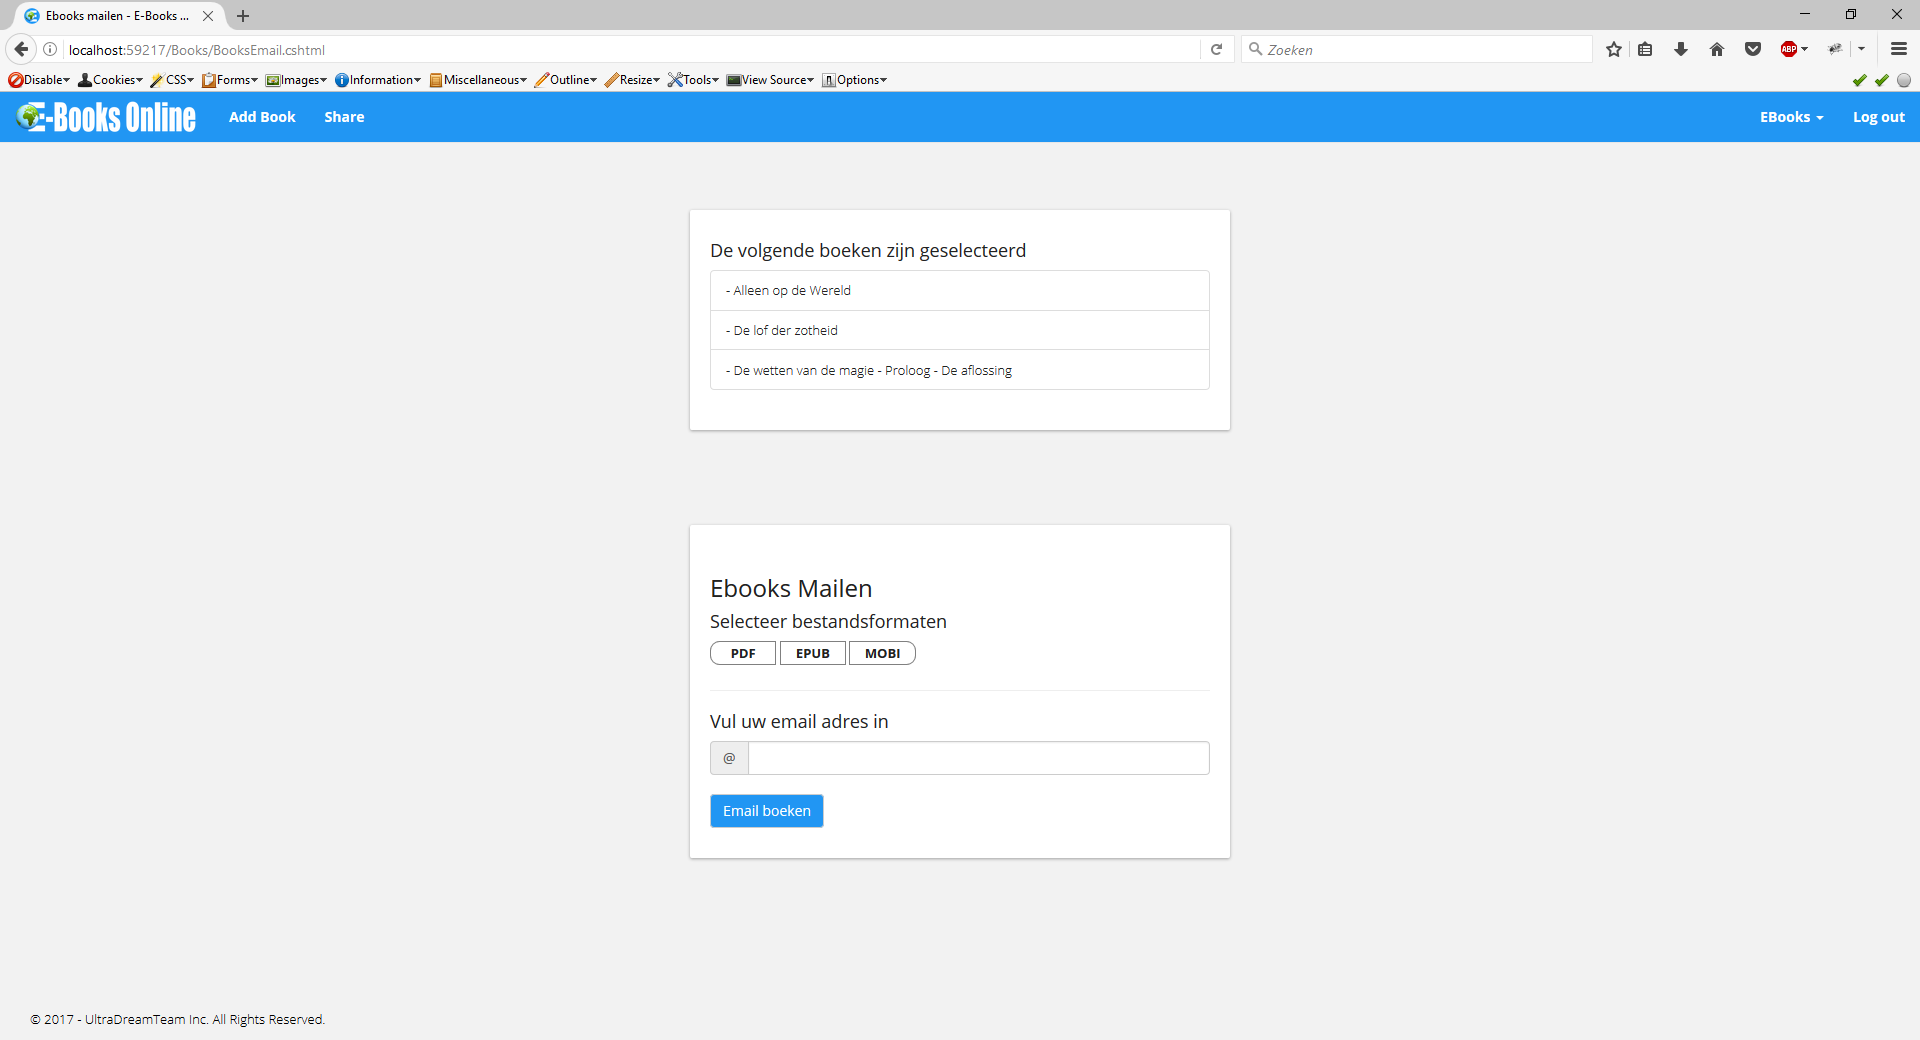 Ebooks mailen - E-Books ...
localhost:59217/Books/BooksEmail.cshtml
Zoeken
ABP
Disable Cookies CSS Forms Images Information Miscellaneous Outline Resize Tools View Source Options
E-Books Online Add Book Share EBooks Log out
De volgende boeken zijn geselecteerd
- Alleen op de Wereld
- De lof der zotheid
- De wetten van de magie - Proloog - De aflossing
Ebooks Mailen
Selecteer bestandsformaten
PDF EPUB MOBI
Vul uw email adres in
@
Email boeken
© 2017 - UltraDreamTeam Inc. All Rights Reserved.